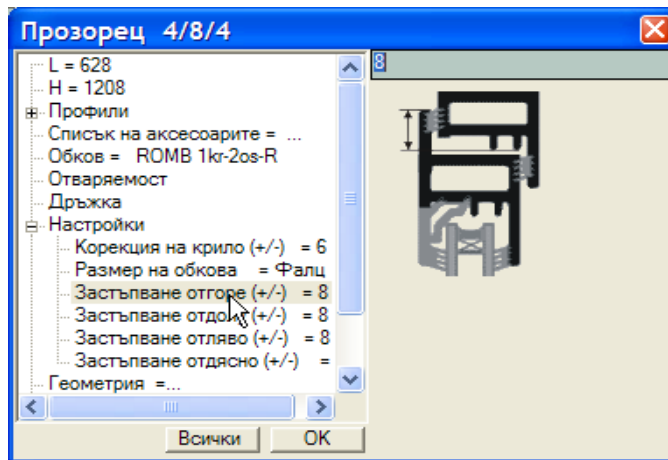 Прозорец 4/8/4
L = 628
H = 1208
Профили
Списък на аксесоарите = ...
Обков = ROMB 1kr-2os-R
Отваряемост
Дръжка
Настройки
Корекция на крило (+/-) = 6
Размер на обкова = Фалц
Застъпване отгоре (+/-) = 8
Застъпване отдолу (+/-) = 8
Застъпване отляво (+/-) = 8
Застъпване отдясно (+/-) =
Геометрия =...
Всички OK
8